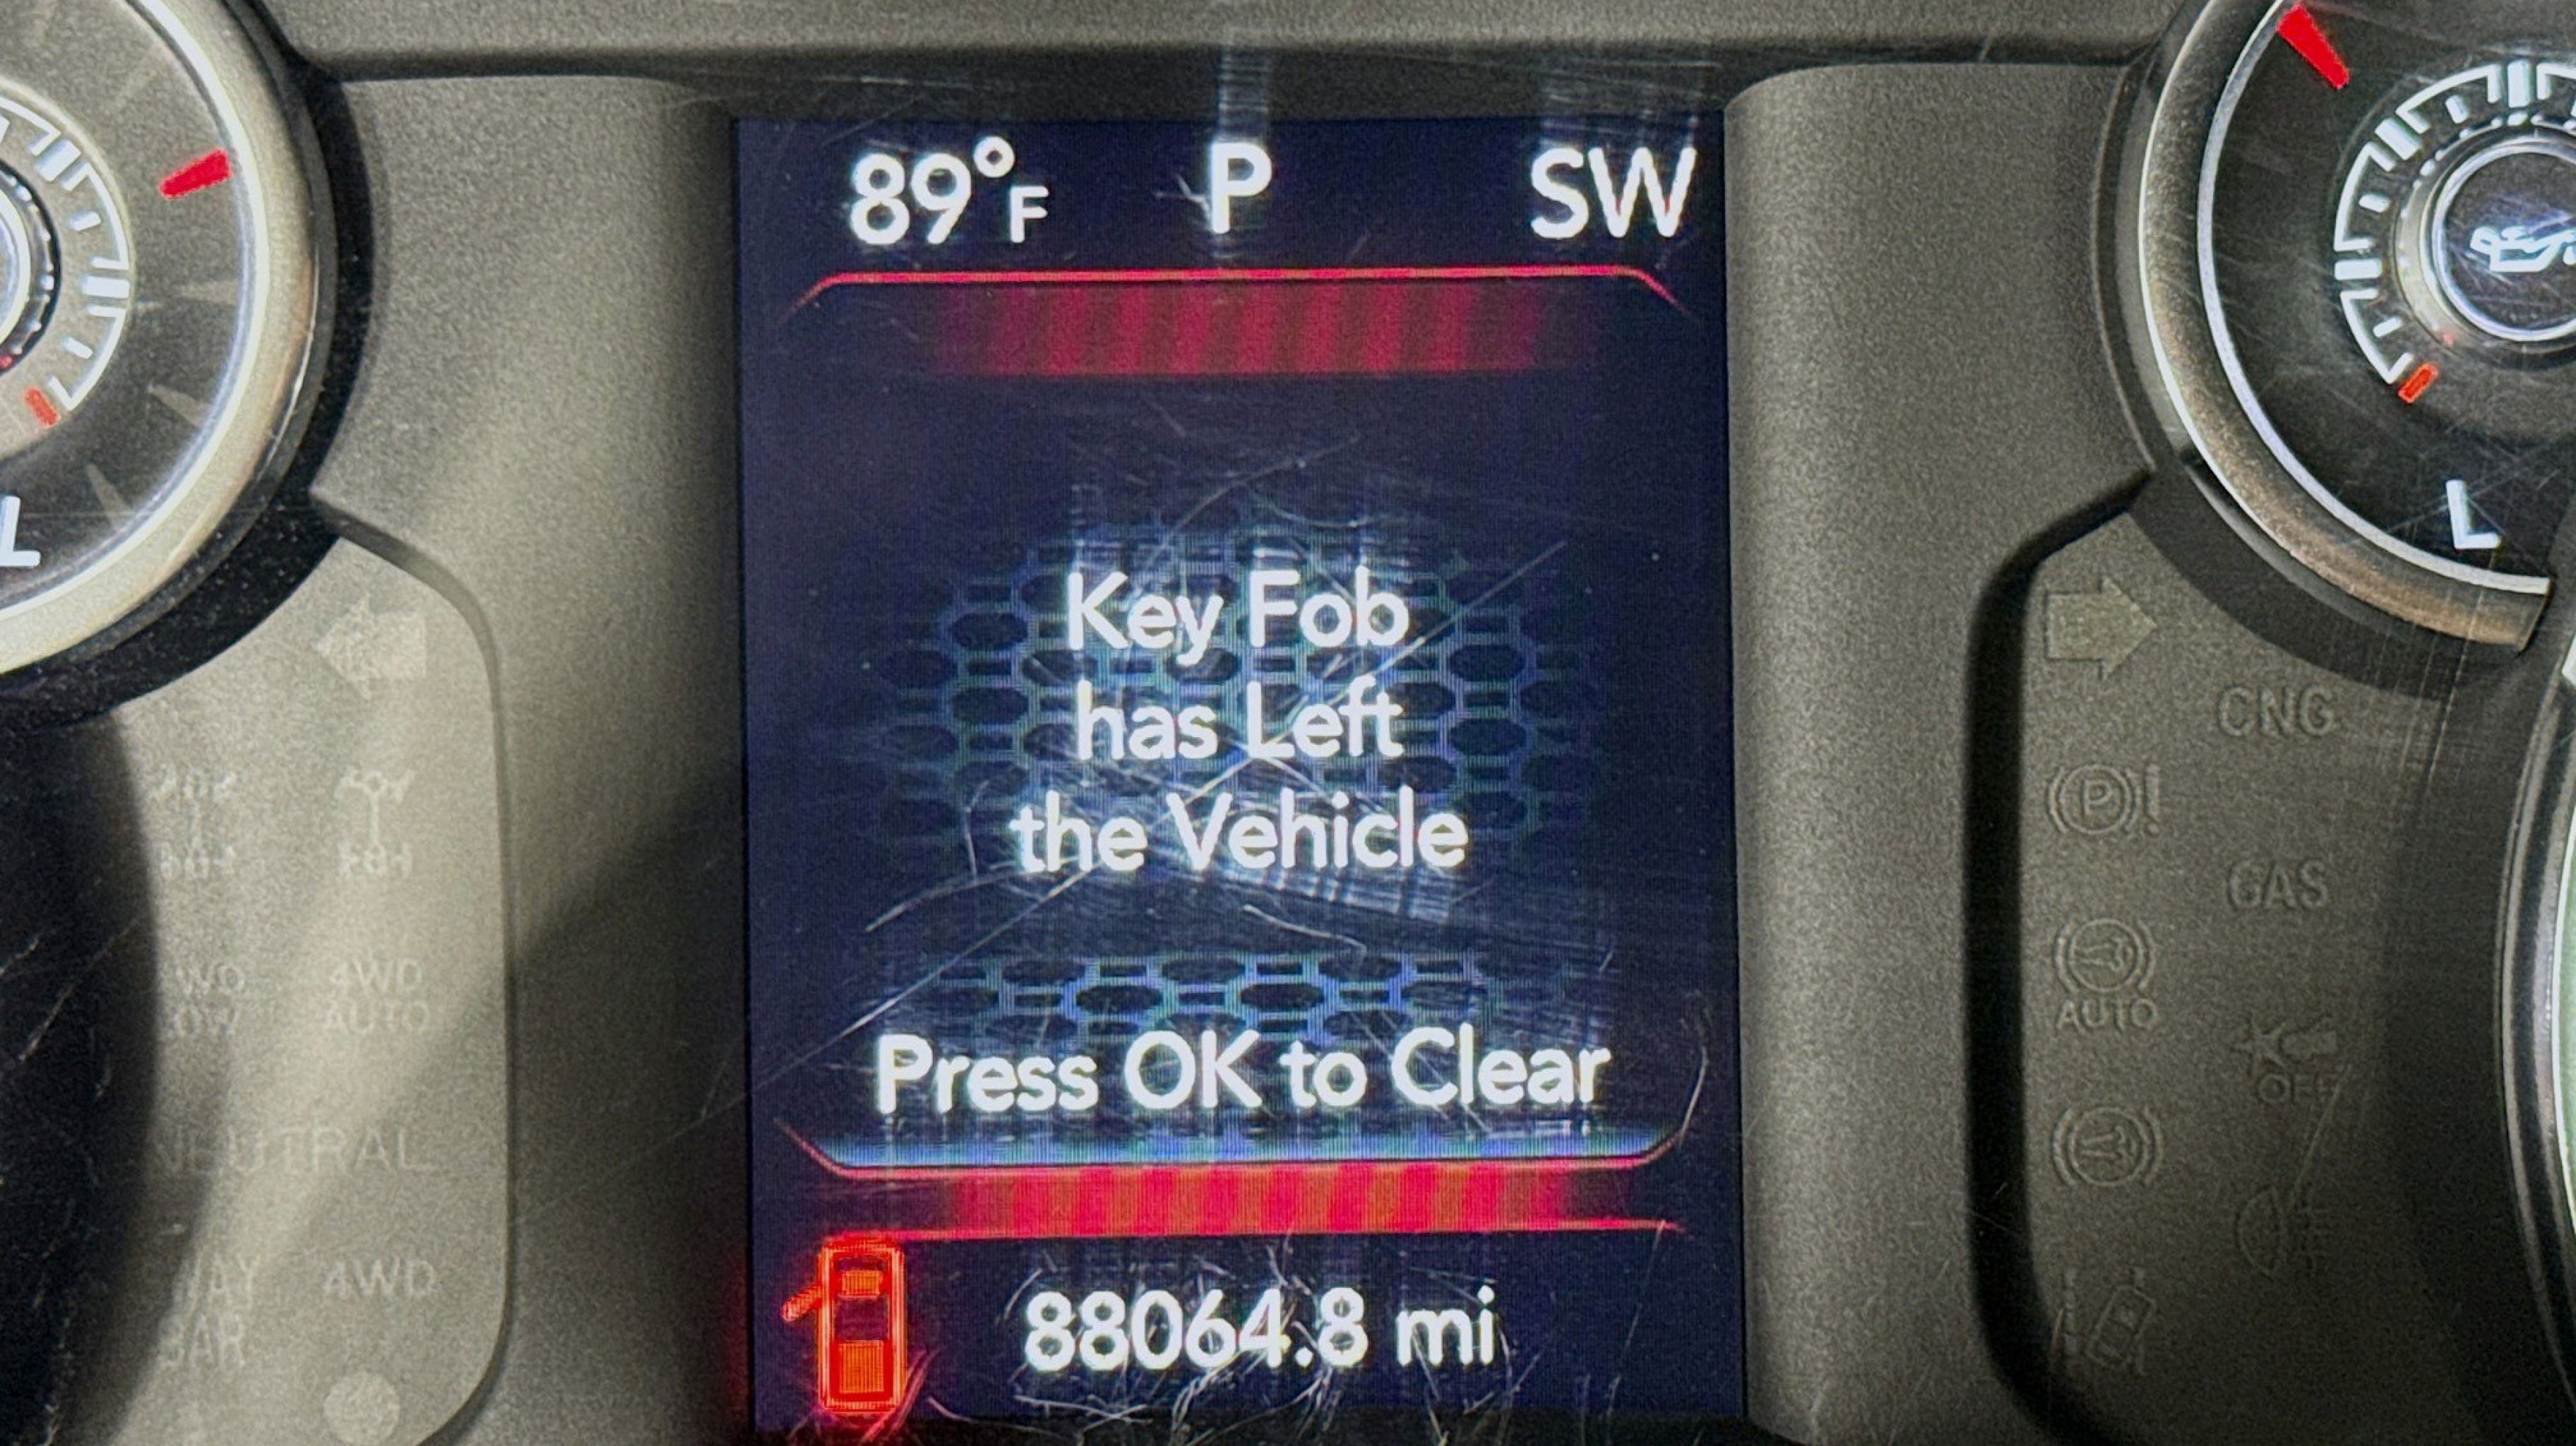 89°F P SW
Key Fob
has Left
the Vehicle
Press OK to Clear
88064.8 mi
L
L
CNG
P !
GAS
4WD
AUTO
AUTO
OFF
NEUTRAL
4WD